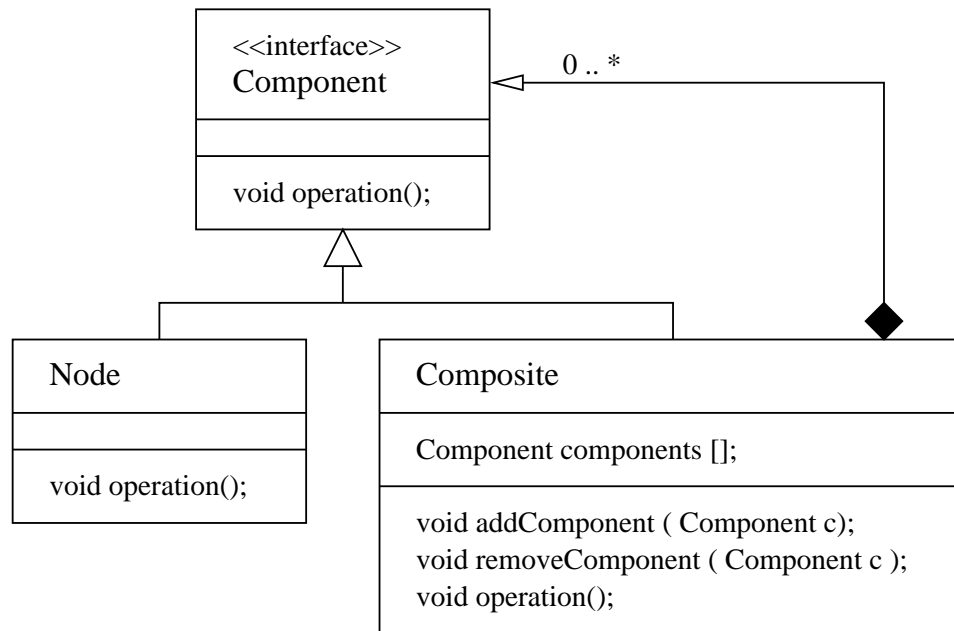 <<interface>>
Component
0 .. *
void operation();
Node
void operation();
Composite
Component components [];
void addComponent ( Component c);
void removeComponent ( Component c );
void operation();